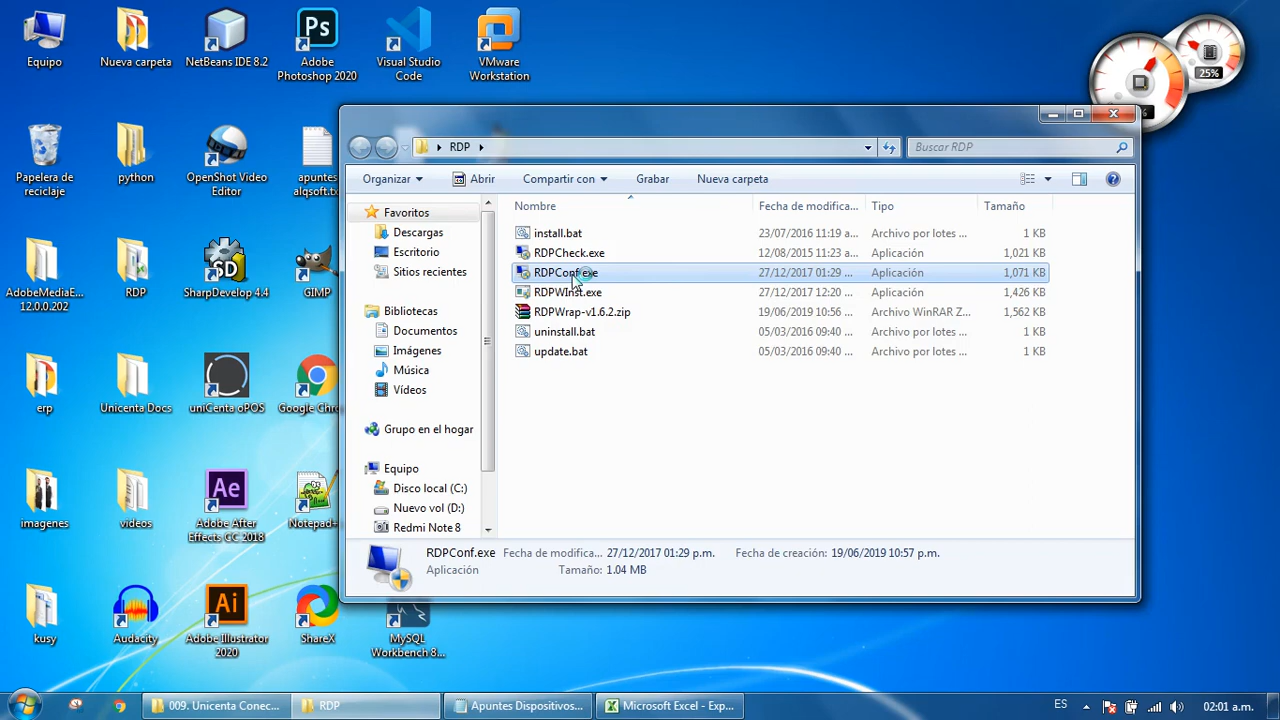 Equipo
Nueva carpeta
NetBeans IDE 8.2
Ps
Adobe
Photoshop 2020
Visual Studio
Code
VMware
Workstation
25%
%
Papelera de
reciclaje
python
OpenShot Video
Editor
apuntes
alqsoft.t...
AdobeMediaE...
12.0.0.202
RDP
SD
SharpDevelop 4.4
GIMP
erp
Unicenta Docs
uniCenta oPOS
Google Chro
imagenes
videos
Ae
Adobe After
Effects CC 2018
Notepad+
kusy
Audacity
Ai
Adobe Illustrator
2020
ShareX
MySQL
Workbench 8...
RDP
Buscar RDP
Organizar
Abrir
Compartir con
Grabar
Nueva carpeta
Favoritos
Descargas
Escritorio
Sitios recientes
Bibliotecas
Documentos
Imágenes
Música
Vídeos
Grupo en el hogar
Equipo
Disco local (C:)
Nuevo vol (D:)
Redmi Note 8
Nombre Fecha de modifica... Tipo Tamaño
install.bat 23/07/2016 11:19 a... Archivo por lotes ... 1 KB
RDPCheck.exe 12/08/2015 11:23 a... Aplicación 1,021 KB
RDPConf.exe 27/12/2017 01:29 ... Aplicación 1,071 KB
RDPWInst.exe 27/12/2017 12:20 ... Aplicación 1,426 KB
RDPWrap-v1.6.2.zip 19/06/2019 10:56 ... Archivo WinRAR Z... 1,562 KB
uninstall.bat 05/03/2016 09:40 ... Archivo por lotes ... 1 KB
update.bat 05/03/2016 09:40 ... Archivo por lotes ... 1 KB
RDPConf.exe Fecha de modifica... 27/12/2017 01:29 p.m. Fecha de creación: 19/06/2019 10:57 p.m.
Aplicación Tamaño: 1.04 MB
009. Unicenta Conec...
RDP
Apuntes Dispositivos...
Microsoft Excel - Exp...
ES
02:01 a.m.